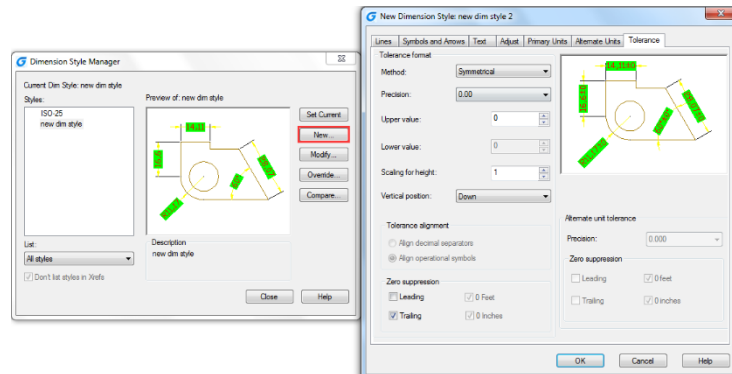 Dimension Style Manager
Current Dim Style: new dim style
Styles:
ISO-25
new dim style
Preview of: new dim style
14,11
Set Current
New...
Modify...
Override...
Compare...
List:
All styles
Don't list styles in Xrefs
Description
new dim style
Close
Help
New Dimension Style: new dim style 2
Lines
Symbols and Arrows
Text
Adjust
Primary Units
Alternate Units
Tolerance
Tolerance format
Method:
Symmetrical
Precision:
0.00
Upper value:
0
Lower value:
0
Scaling for height:
1
Vertical position:
Down
Tolerance alignment
Align decimal separators
Align operational symbols
Zero suppression
Leading
0 Feet
Trailing
0 Inches
Alternate unit tolerance
Precision:
0.000
Zero suppression
Leading
0 feet
Trailing
0 inches
OK
Cancel
Help